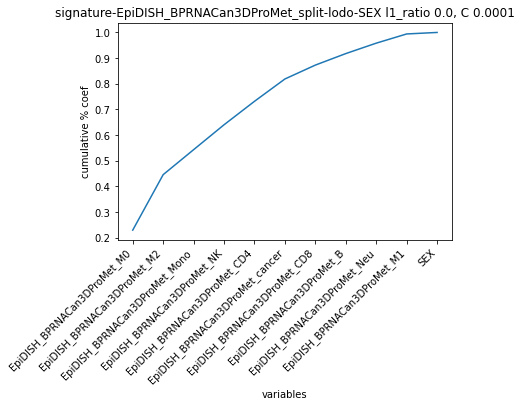 signature-EpiDISH_BPRNACan3DProMet_split-lodo-SEX l1_ratio 0.0, C 0.0001
cumulative % coef
1.0
0.9
0.8
0.7
0.6
0.5
0.4
0.3
0.2
EpiDISH_BPRNACan3DProMet_M0
EpiDISH_BPRNACan3DProMet_M2
EpiDISH_BPRNACan3DProMet_Mono
EpiDISH_BPRNACan3DProMet_NK
EpiDISH_BPRNACan3DProMet_CD4
EpiDISH_BPRNACan3DProMet_cancer
EpiDISH_BPRNACan3DProMet_CD8
EpiDISH_BPRNACan3DProMet_B
EpiDISH_BPRNACan3DProMet_Neu
EpiDISH_BPRNACan3DProMet_M1
SEX
variables